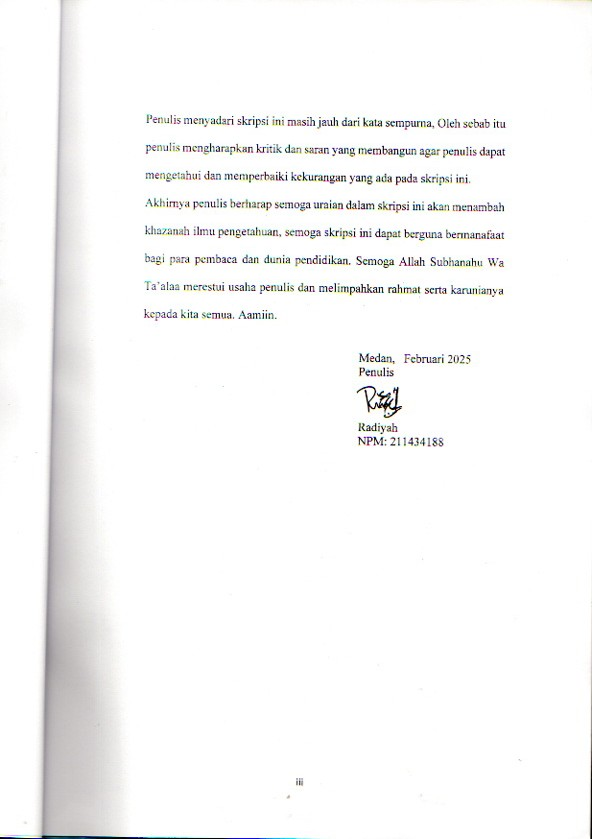 Penulis menyadari skripsi ini masih jauh dari kata sempurna, Oleh sebab itu
penulis mengharapkan kritik dan saran yang membangun agar penulis dapat
mengetahui dan memperbaiki kekurangan yang ada pada skripsi ini.
Akhirnya penulis berharap semoga uraian dalam skripsi ini akan menambah
khazanah ilmu pengetahuan, semoga skripsi ini dapat berguna bermanafaat
bagi para pembaca dan dunia pendidikan. Semoga Allah Subhanahu Wa
Ta'alaa merestui usaha penulis dan melimpahkan rahmat serta karunianya
kepada kita semua. Aamiin.
Medan, Februari 2025
Penulis
Radiyah
NPM: 211434188
iii